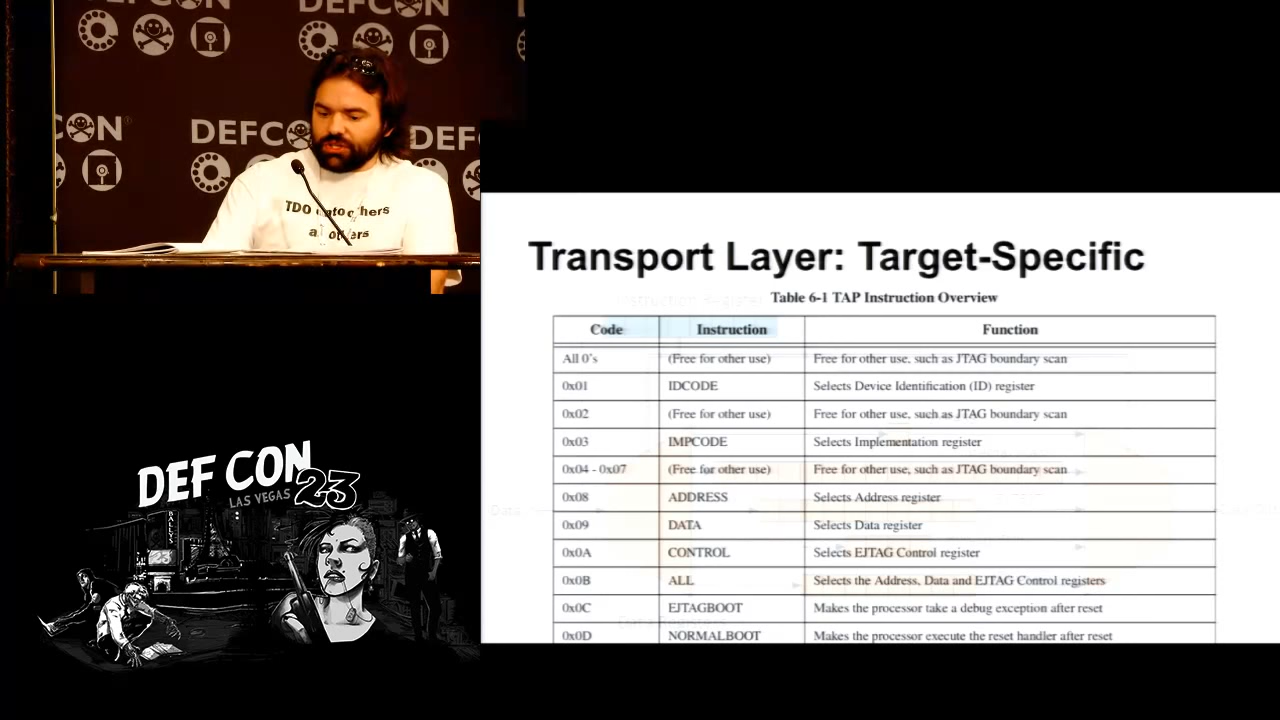 DEFCON
DEFCON
DEFCON
DEF
TDO
Transport Layer: Target-Specific
Table 6-1 TAP Instruction Overview
Code Instruction Function
All 0's (Free for other use) Free for other use, such as JTAG boundary scan
0x01 IDCODE Selects Device Identification (ID) register
0x02 (Free for other use) Free for other use, such as JTAG boundary scan
0x03 IMPCODE Selects Implementation register
0x04 - 0x07 (Free for other use) Free for other use, such as JTAG boundary scan
0x08 ADDRESS Selects Address register
0x09 DATA Selects Data register
0x0A CONTROL Selects EJTAG Control register
0x0B ALL Selects the Address, Data and EJTAG Control registers
0x0C EJTAGBOOT Makes the processor take a debug exception after reset
0x0D NORMALBOOT Makes the processor execute the reset handler after reset
DEF CON 23
LAS VEGAS
BALLYS